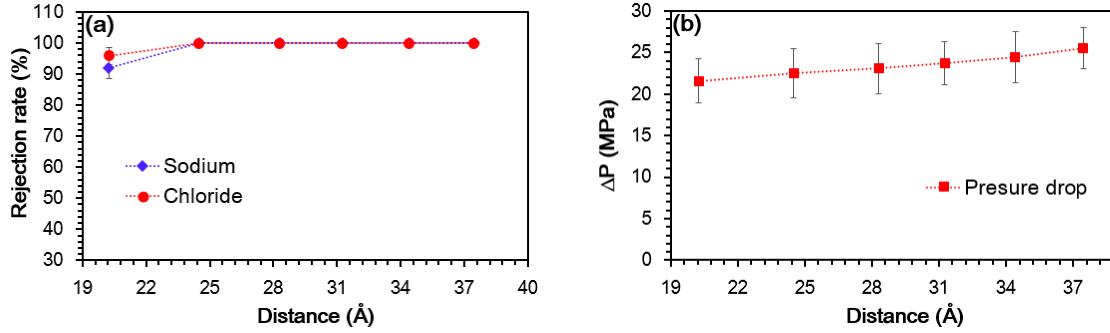 (a)
Rejection rate (%)
110
100
90
80
70
60
50
40
30
Sodium
Chloride
19 22 25 28 31 34 37 40
Distance (Å)
(b)
ΔP (MPa)
30
25
20
15
10
5
0
Presure drop
19 22 25 28 31 34 37
Distance (Å)